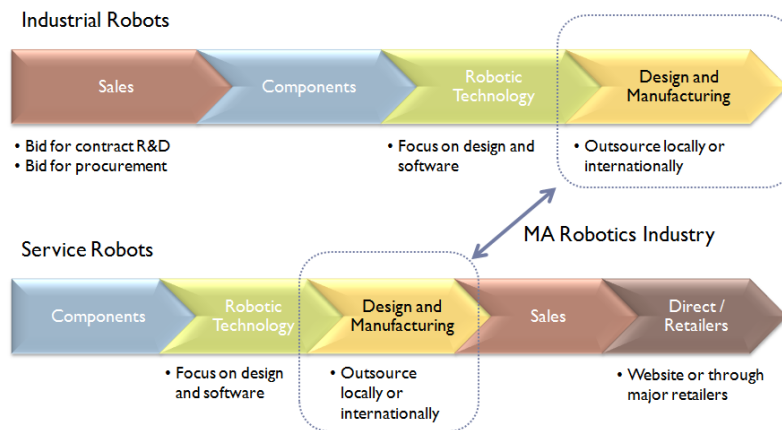 Industrial Robots
Sales
Components
Robotic
Technology
Design and
Manufacturing
• Bid for contract R&D
• Bid for procurement
• Focus on design and
software
• Outsource locally or
internationally
MA Robotics Industry
Service Robots
Components
Robotic
Technology
Design and
Manufacturing
Sales
Direct /
Retailers
• Focus on design
and software
• Outsource
locally or
internationally
• Website or through
major retailers